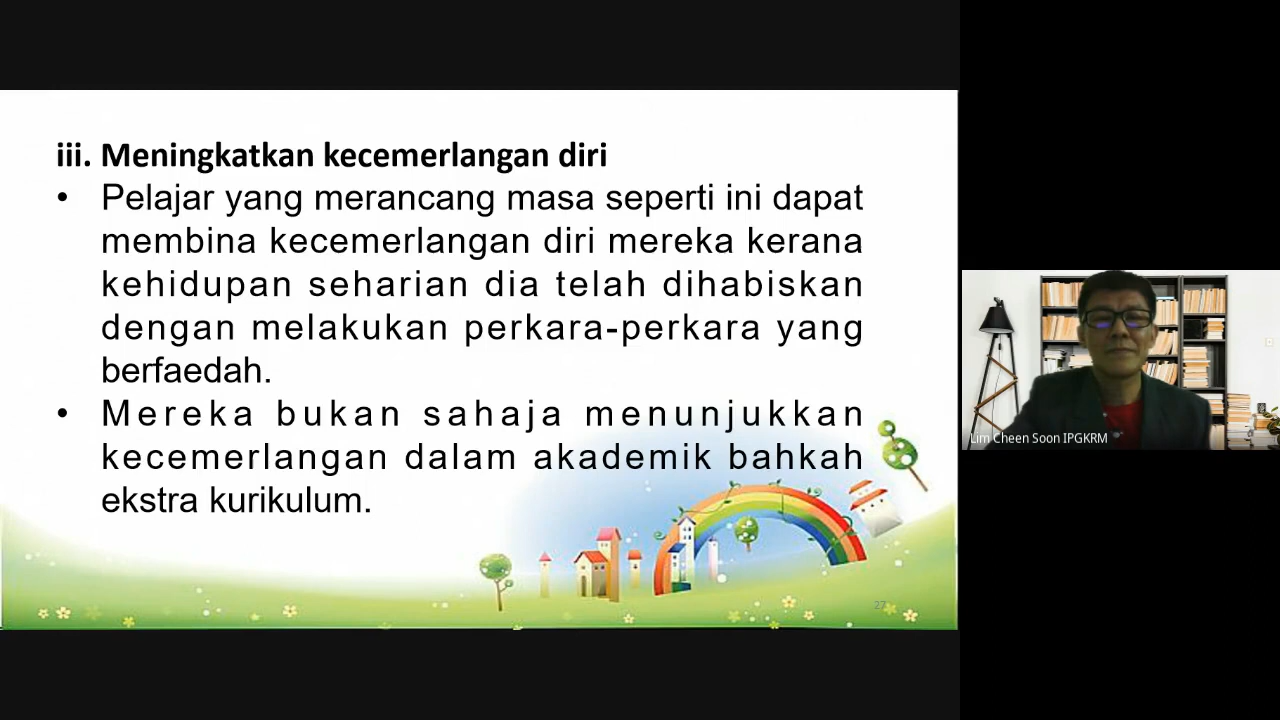 iii. Meningkatkan kecemerlangan diri
• Pelajar yang merancang masa seperti ini dapat
membina kecemerlangan diri mereka kerana
kehidupan seharian dia telah dihabiskan
dengan melakukan perkara-perkara yang
berfaedah.
• Mereka bukan sahaja menunjukkan
kecemerlangan dalam akademik bahkah
ekstra kurikulum.
27
Lim Cheen Soon IPGKRM